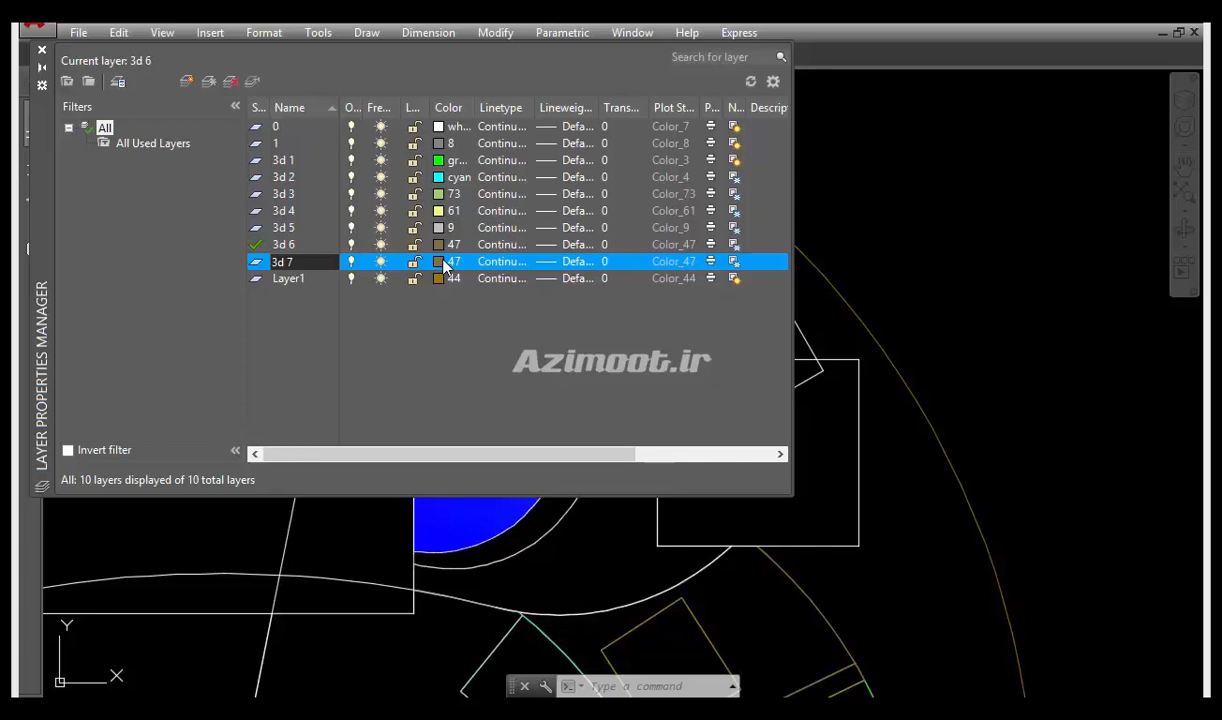 File Edit View Insert Format Tools Draw Dimension Modify Parametric Window Help Express
Current layer: 3d 6
Search for layer
Filters
S... Name O... Fre... L... Color Linetype Lineweig... Trans... Plot St... P... N... Descrip
All
All Used Layers
0 wh... Continu... Defa... 0 Color_7
1 8 Continu... Defa... 0 Color_8
3d 1 gr... Continu... Defa... 0 Color_3
3d 2 cyan Continu... Defa... 0 Color_4
3d 3 73 Continu... Defa... 0 Color_73
3d 4 61 Continu... Defa... 0 Color_61
3d 5 9 Continu... Defa... 0 Color_9
3d 6 47 Continu... Defa... 0 Color_47
3d 7 47 Continu... Defa... 0 Color_47
Layer1 44 Continu... Defa... 0 Color_44
Azimoot.ir
Invert filter
All: 10 layers displayed of 10 total layers
LAYER PROPERTIES MANAGER
Y
X
Type a command